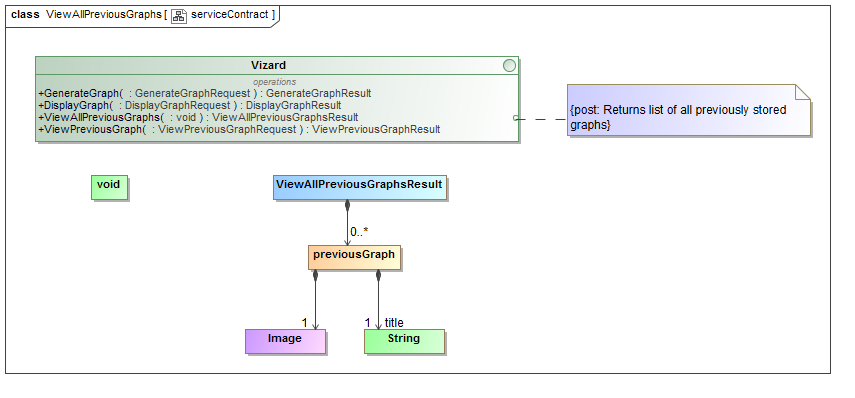 class ViewAllPreviousGraphs [ serviceContract ]
Vizard
operations
+GenerateGraph( : GenerateGraphRequest ) : GenerateGraphResult
+DisplayGraph( : DisplayGraphRequest ) : DisplayGraphResult
+ViewAllPreviousGraphs( : void ) : ViewAllPreviousGraphsResult
+ViewPreviousGraph( : ViewPreviousGraphRequest ) : ViewPreviousGraphResult
{post: Returns list of all previously stored
graphs}
void
ViewAllPreviousGraphsResult
0..*
previousGraph
1
1 title
Image
String